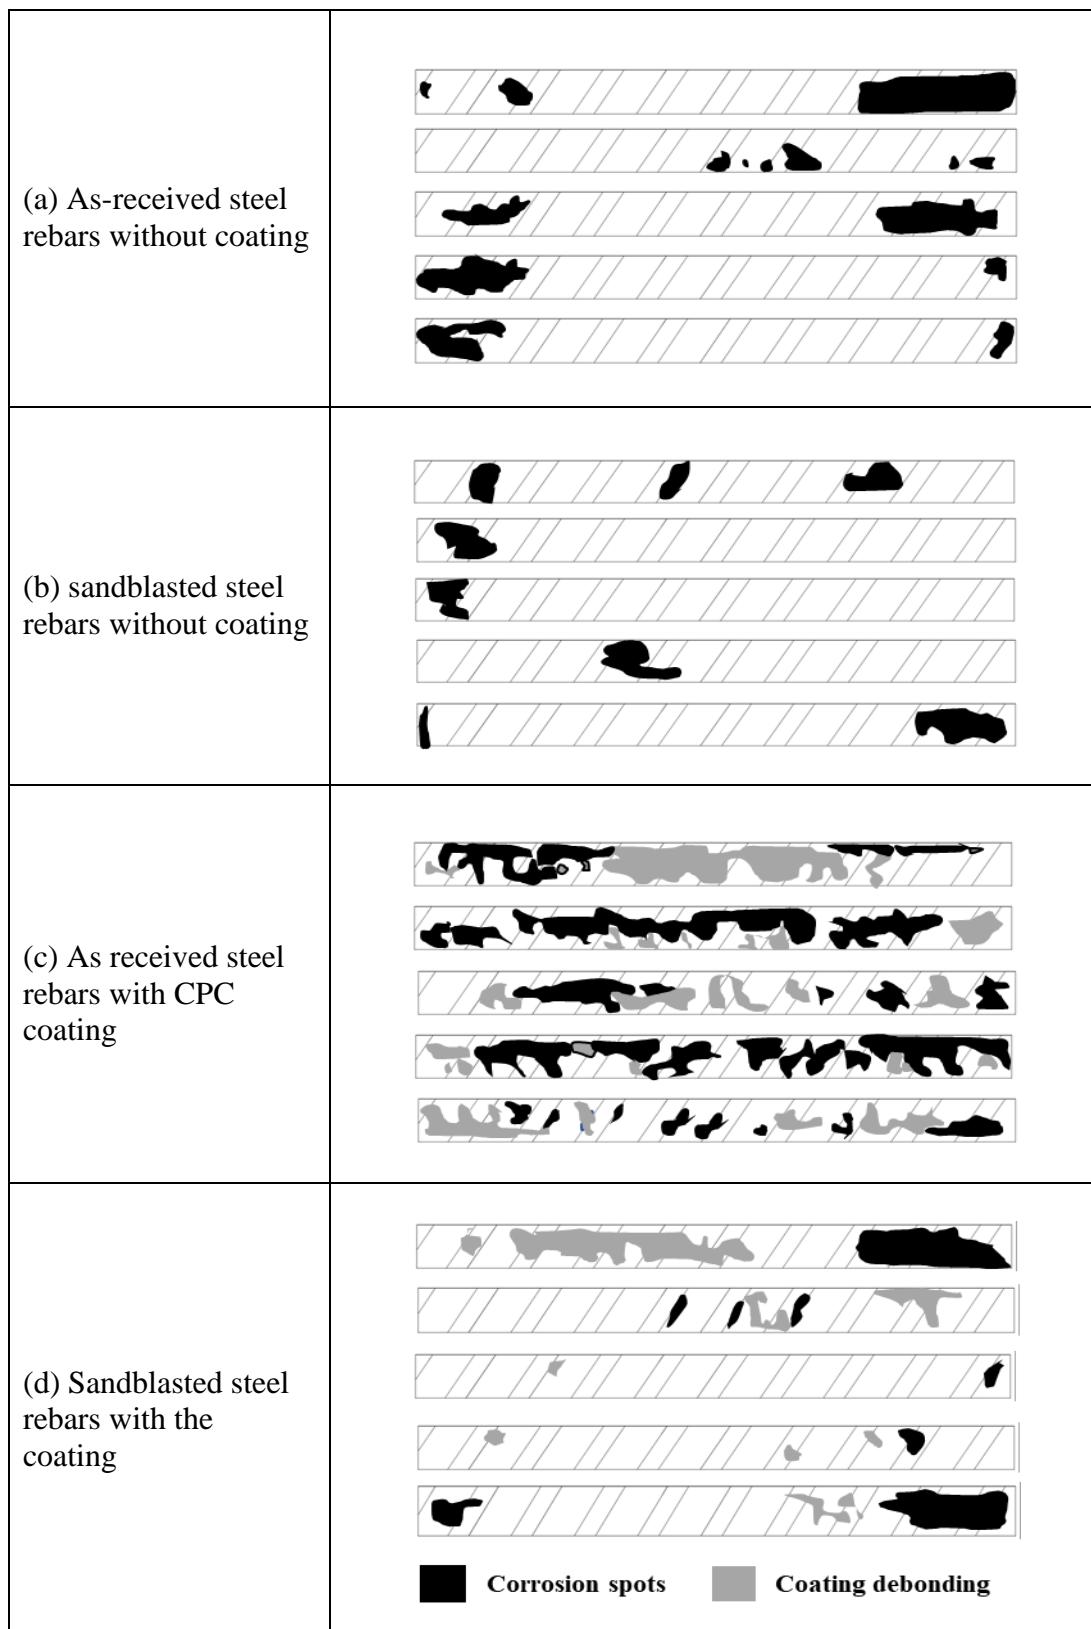 (a) As-received steel
rebars without coating
(b) sandblasted steel
rebars without coating
(c) As received steel
rebars with CPC
coating
(d) Sandblasted steel
rebars with the
coating
Corrosion spots
Coating debonding